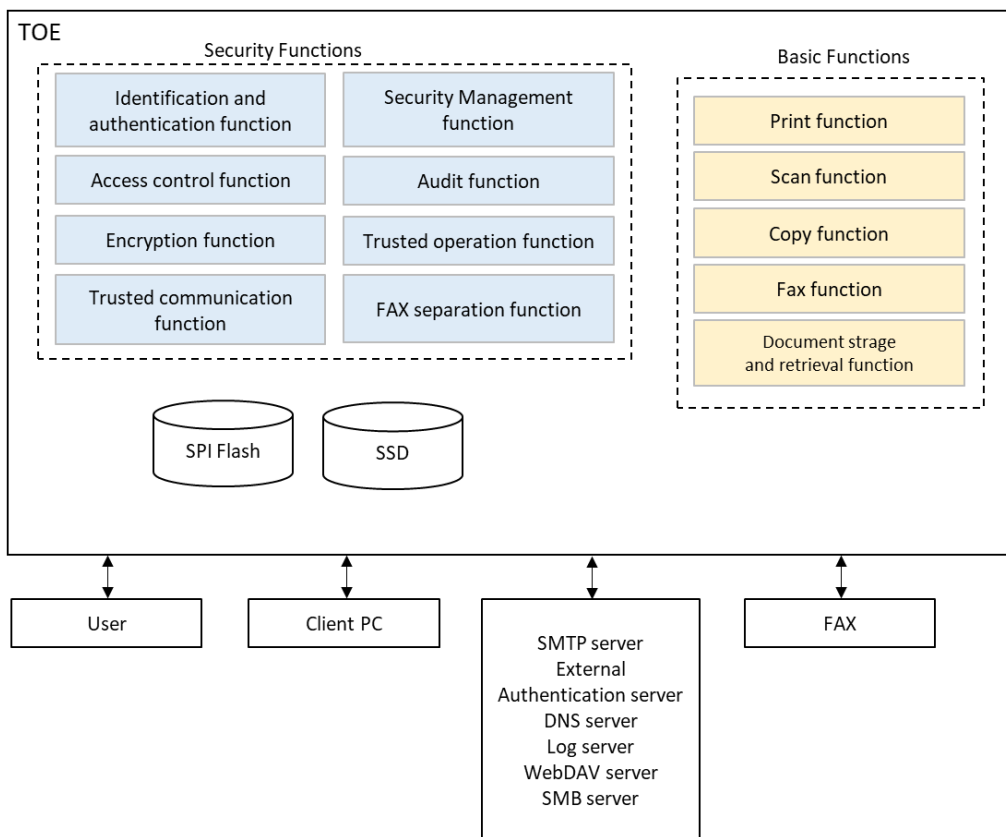 TOE
Security Functions
Identification and
authentication function
Security Management
function
Access control function
Audit function
Encryption function
Trusted operation function
Trusted communication
function
FAX separation function
Basic Functions
Print function
Scan function
Copy function
Fax function
Document strage
and retrieval function
SPI Flash
SSD
User
Client PC
SMTP server
External
Authentication server
DNS server
Log server
WebDAV server
SMB server
FAX